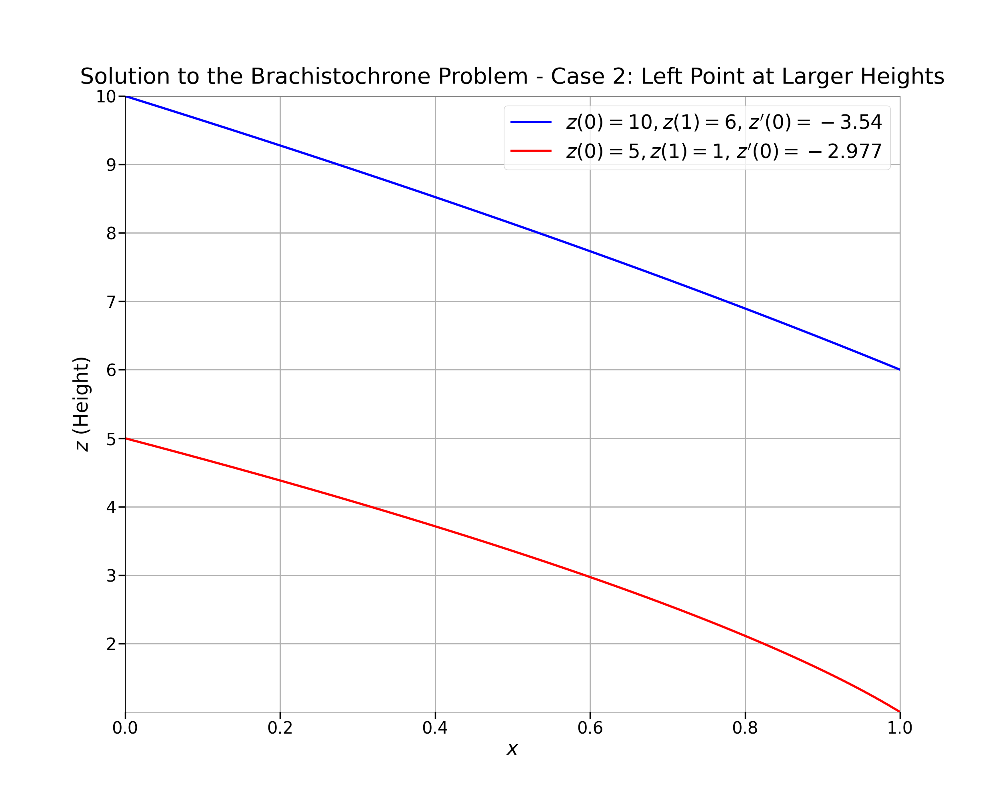 Solution to the Brachistochrone Problem - Case 2: Left Point at Larger Heights
z(0) = 10, z(1) = 6, z′(0) = −3.54
z(0) = 5, z(1) = 1, z′(0) = −2.977
z (Height)
10
9
8
7
6
5
4
3
2
0.0 0.2 0.4 0.6 0.8 1.0
x